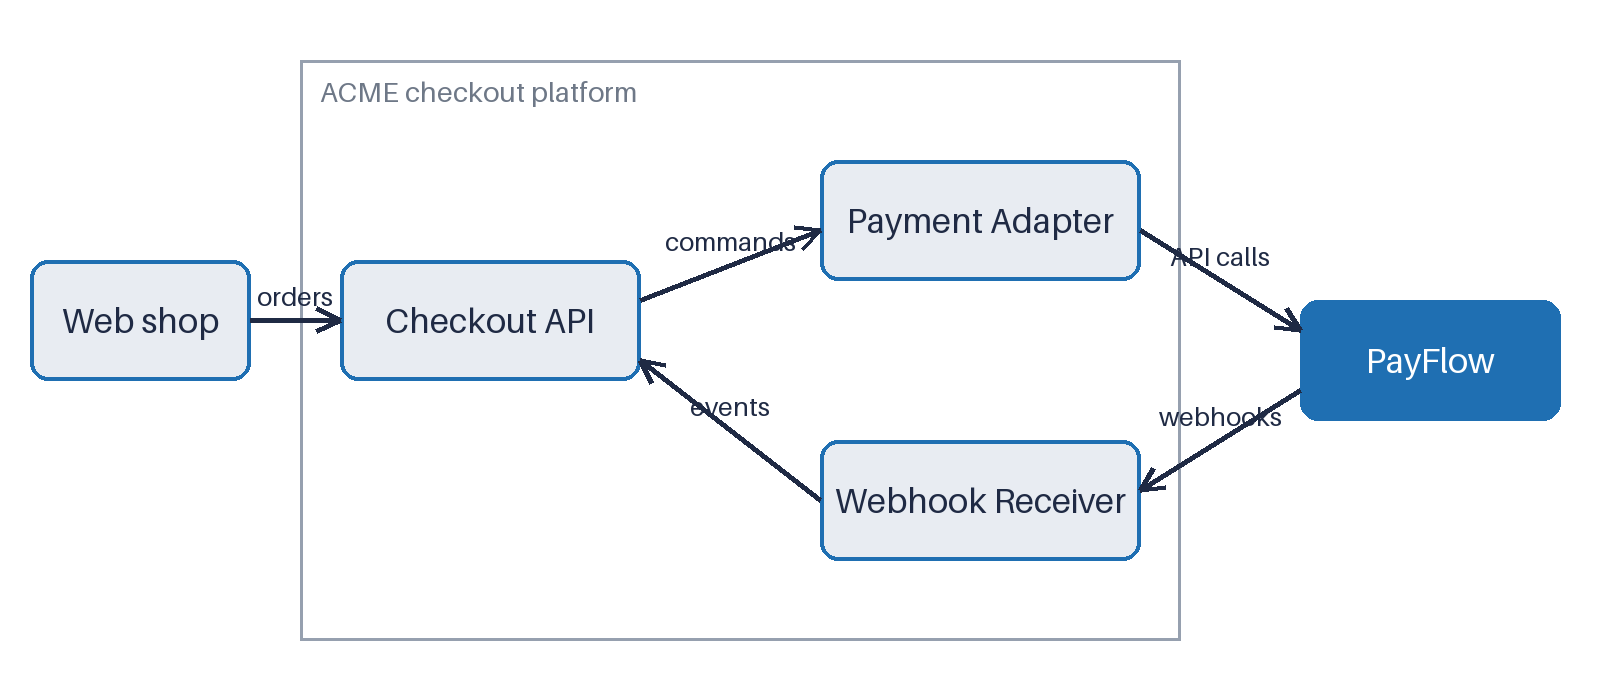 ACME checkout platform
Payment Adapter
commands
API calls
orders
Web shop
Checkout API
PayFlow
events
webhooks
Webhook Receiver